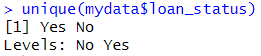 > unique(mydata$loan_status)
[1] Yes No
Levels: No Yes